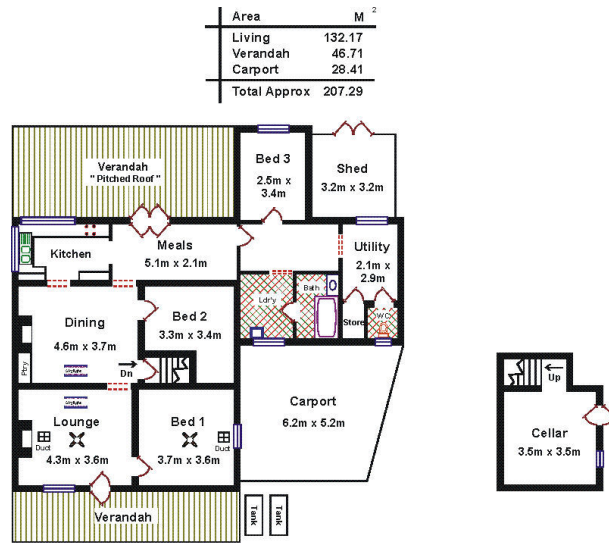 Area M 2
Living 132.17
Verandah 46.71
Carport 28.41
Total Approx 207.29
Verandah
" Pitched Roof "
Bed 3
2.5m x
3.4m
Shed
3.2m x 3.2m
Kitchen
Meals
5.1m x 2.1m
Utility
2.1m x
2.9m
Ldr'y
Bath
Store
WC
Dining
4.6m x 3.7m
Bed 2
3.3m x 3.4m
Ptry
Dn
Lounge
4.3m x 3.6m
Duct
Bed 1
3.7m x 3.6m
Duct
Carport
6.2m x 5.2m
Verandah
Tank
Tank
Up
Cellar
3.5m x 3.5m